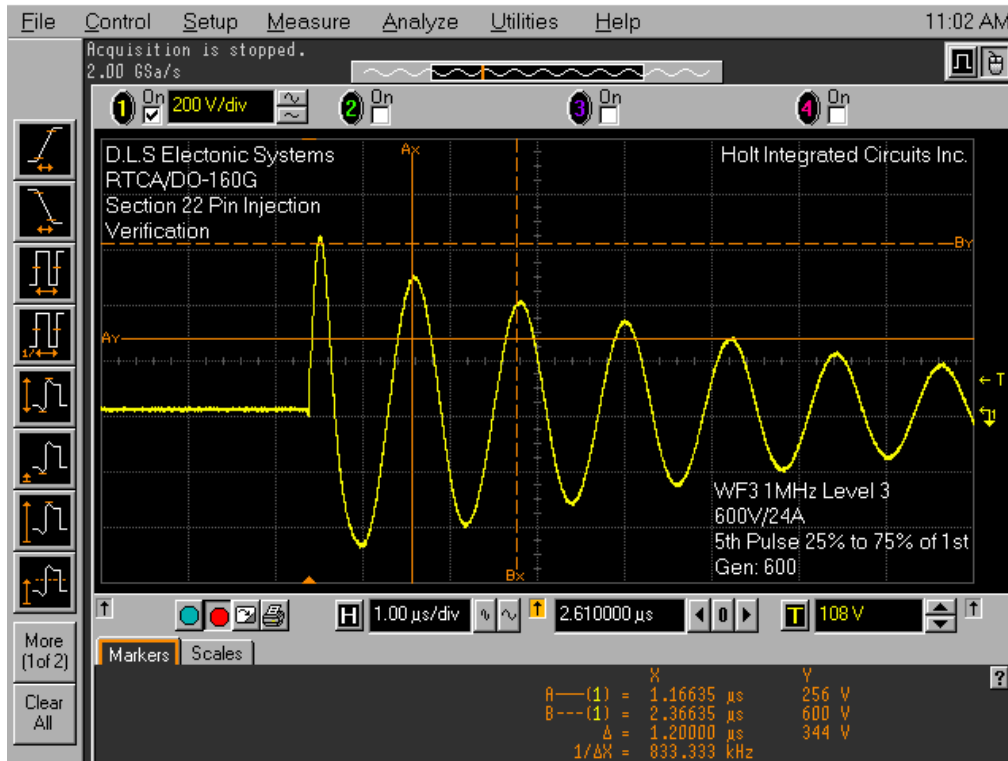 File Control Setup Measure Analyze Utilities Help 11:02 AM
Acquisition is stopped.
2.00 GSa/s
1 On 200 V/div 2 On 3 On 4 On
D.L.S Electonic Systems
RTCA/DO-160G
Section 22 Pin Injection
Verification
Holt Integrated Circuits Inc.
Ax
By
Ay
T
WF3 1MHz Level 3
600V/24A
5th Pulse 25% to 75% of 1st
Gen: 600
Bx
H 1.00 µs/div 2.610000 µs 0 T 108 V
More
(1of 2)
Clear
All
Markers Scales
?
X Y
A---(1) = 1.16635 µs 256 V
B---(1) = 2.36635 µs 600 V
Δ = 1.20000 µs 344 V
1/ΔX = 833.333 kHz